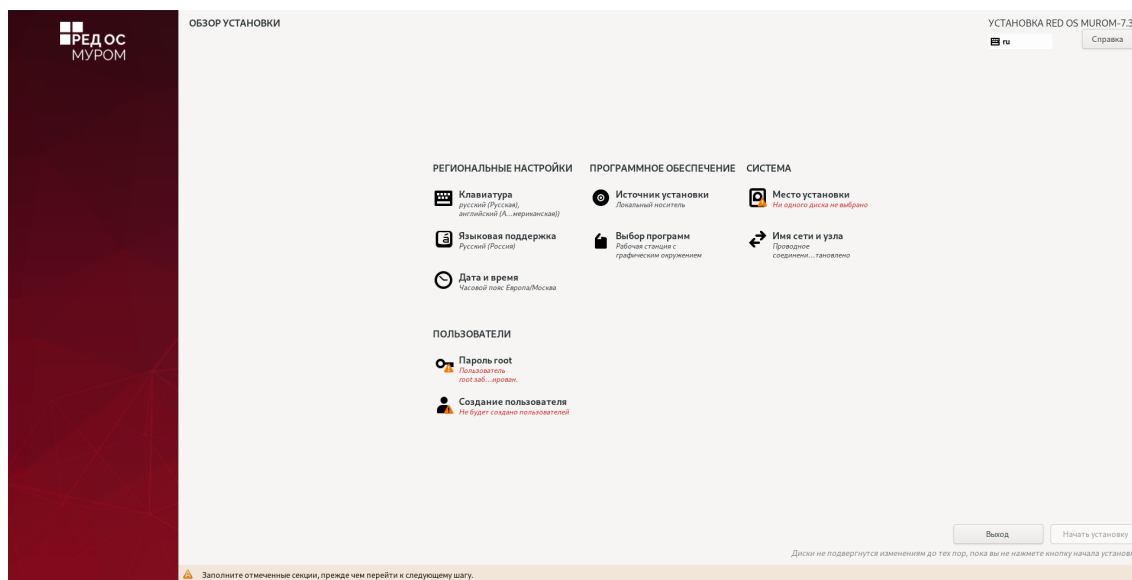 РЕД ОС
МУРОМ
ОБЗОР УСТАНОВКИ
УСТАНОВКА RED OS MUROM-7.3
ru
Справка
РЕГИОНАЛЬНЫЕ НАСТРОЙКИ
Клавиатура
русский (Русская),
английский (А...мериканская))
Языковая поддержка
Русский (Россия)
Дата и время
Часовой пояс Европа/Москва
ПРОГРАММНОЕ ОБЕСПЕЧЕНИЕ
Источник установки
Локальный носитель
Выбор программ
Рабочая станция с
графическим окружением
СИСТЕМА
Место установки
Ни одного диска не выбрано
Имя сети и узла
Проводное
соединени...тановлено
ПОЛЬЗОВАТЕЛИ
Пароль root
Пользователь
root заб...ирован.
Создание пользователя
Не будет создано пользователей
Выход
Начать установку
Диски не подвергнутся изменениям до тех пор, пока вы не нажмете кнопку начала установ
Заполните отмеченные секции, прежде чем перейти к следующему шагу.